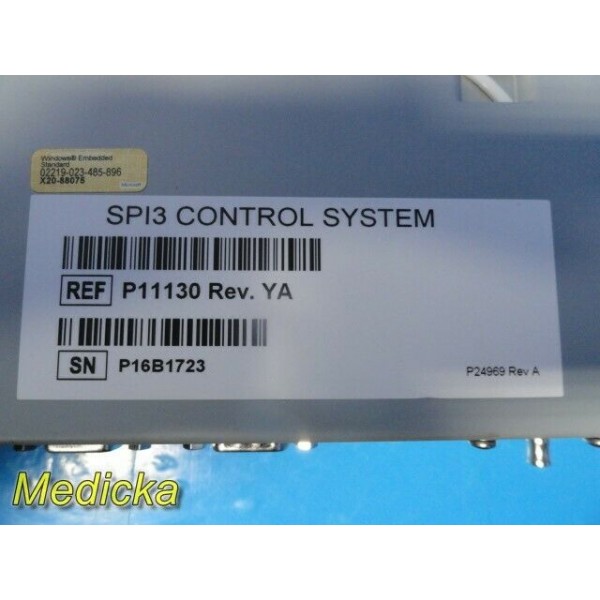 Windows® Embedded
Standard
02219-023-485-896
X20-88075
SPI3 CONTROL SYSTEM
REF P11130 Rev. YA
SN P16B1723
P24969 Rev A
Medicka